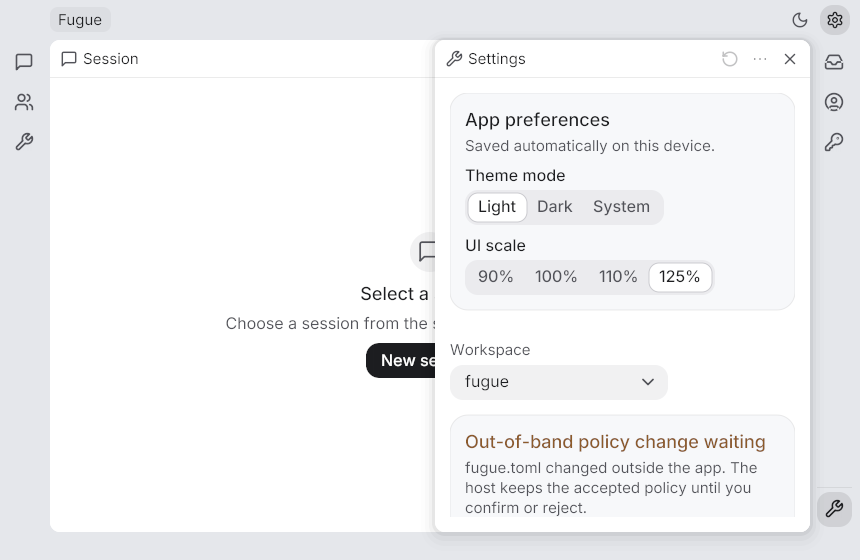 Fugue
Session
Settings
App preferences
Saved automatically on this device.
Theme mode
Light Dark System
UI scale
90% 100% 110% 125%
Select a
Choose a session from the
New se
Workspace
fugue
Out-of-band policy change waiting
fugue.toml changed outside the app. The
host keeps the accepted policy until you
confirm or reject.